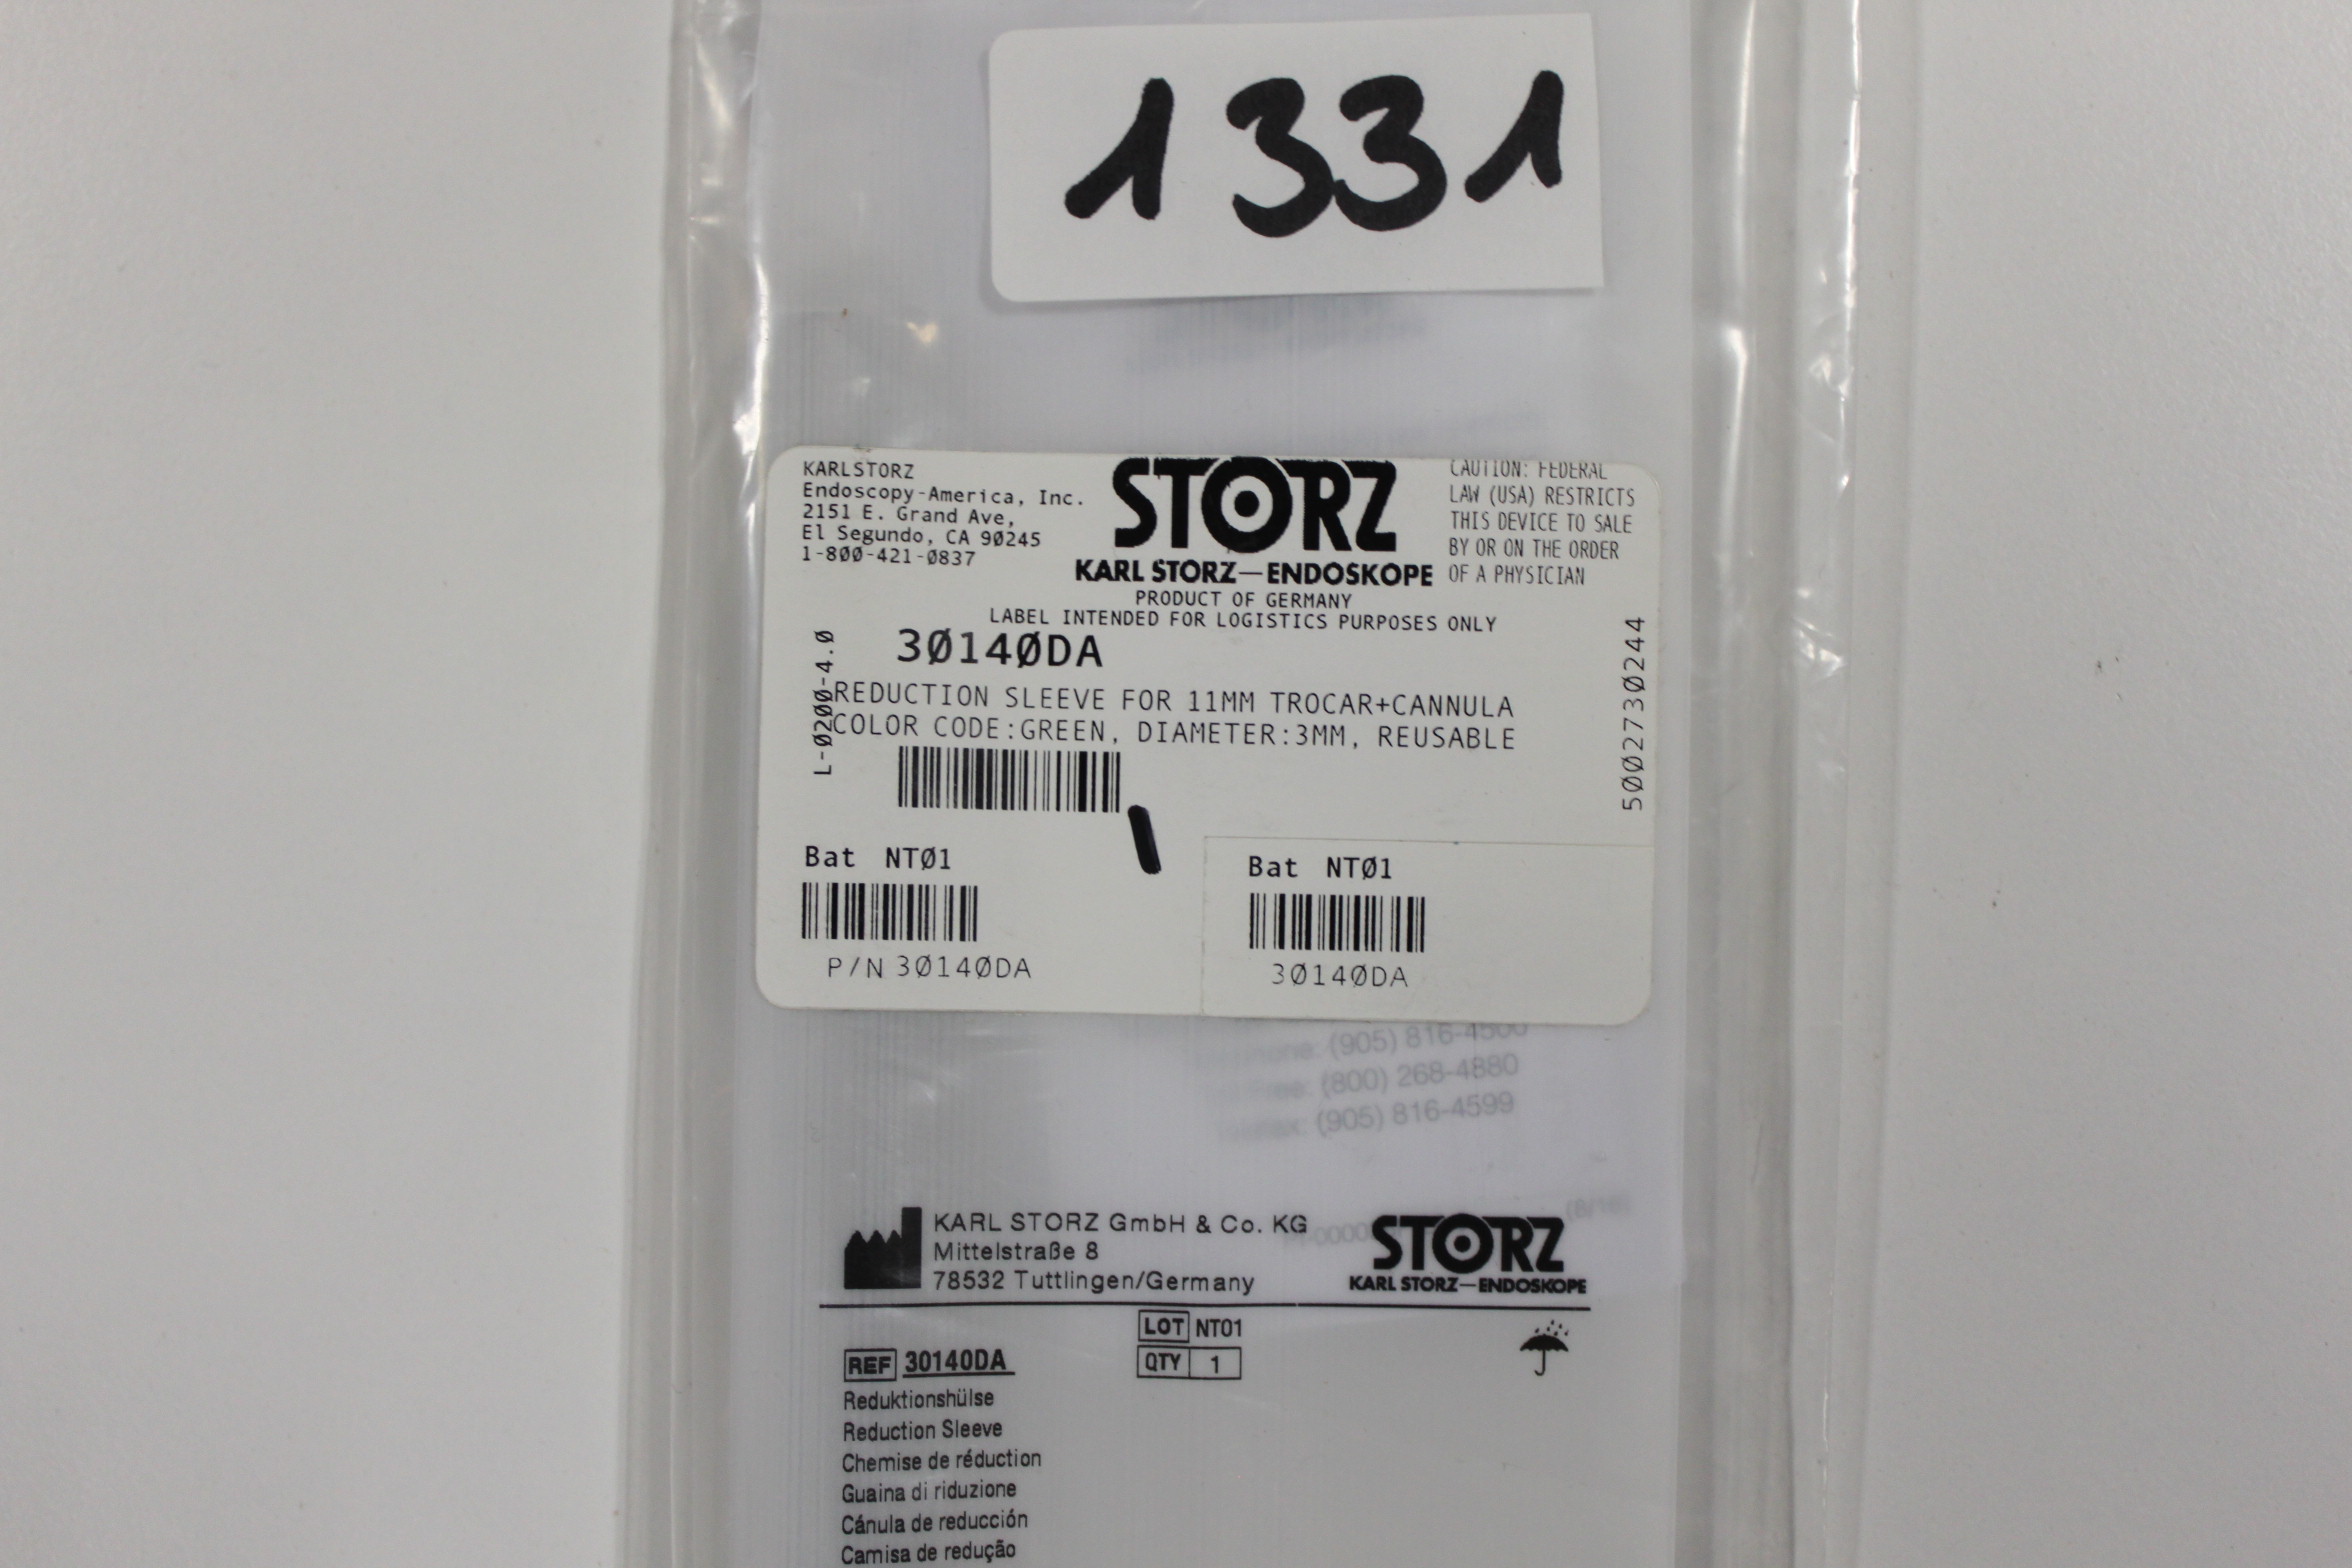 1331
KARLSTORZ
Endoscopy-America, Inc.
2151 E. Grand Ave,
El Segundo, CA 90245
1-800-421-0837
STORZ
KARL STORZ—ENDOSKOPE
CAUTION: FEDERAL
LAW (USA) RESTRICTS
THIS DEVICE TO SALE
BY OR ON THE ORDER
OF A PHYSICIAN
PRODUCT OF GERMANY
LABEL INTENDED FOR LOGISTICS PURPOSES ONLY
30140DA
L-0200-4.0
REDUCTION SLEEVE FOR 11MM TROCAR+CANNULA
COLOR CODE:GREEN, DIAMETER:3MM, REUSABLE
5002730244
Bat NT01
P/N 30140DA
Bat NT01
30140DA
(905) 816-4500
(800) 268-4880
(905) 816-4599
KARL STORZ GmbH & Co. KG
Mittelstraße 8
78532 Tuttlingen/Germany
STORZ
KARL STORZ—ENDOSKOPE
LOT NT01
QTY 1
REF 30140DA
Reduktionshülse
Reduction Sleeve
Chemise de réduction
Guaina di riduzione
Cánula de reducción
Camisa de redução